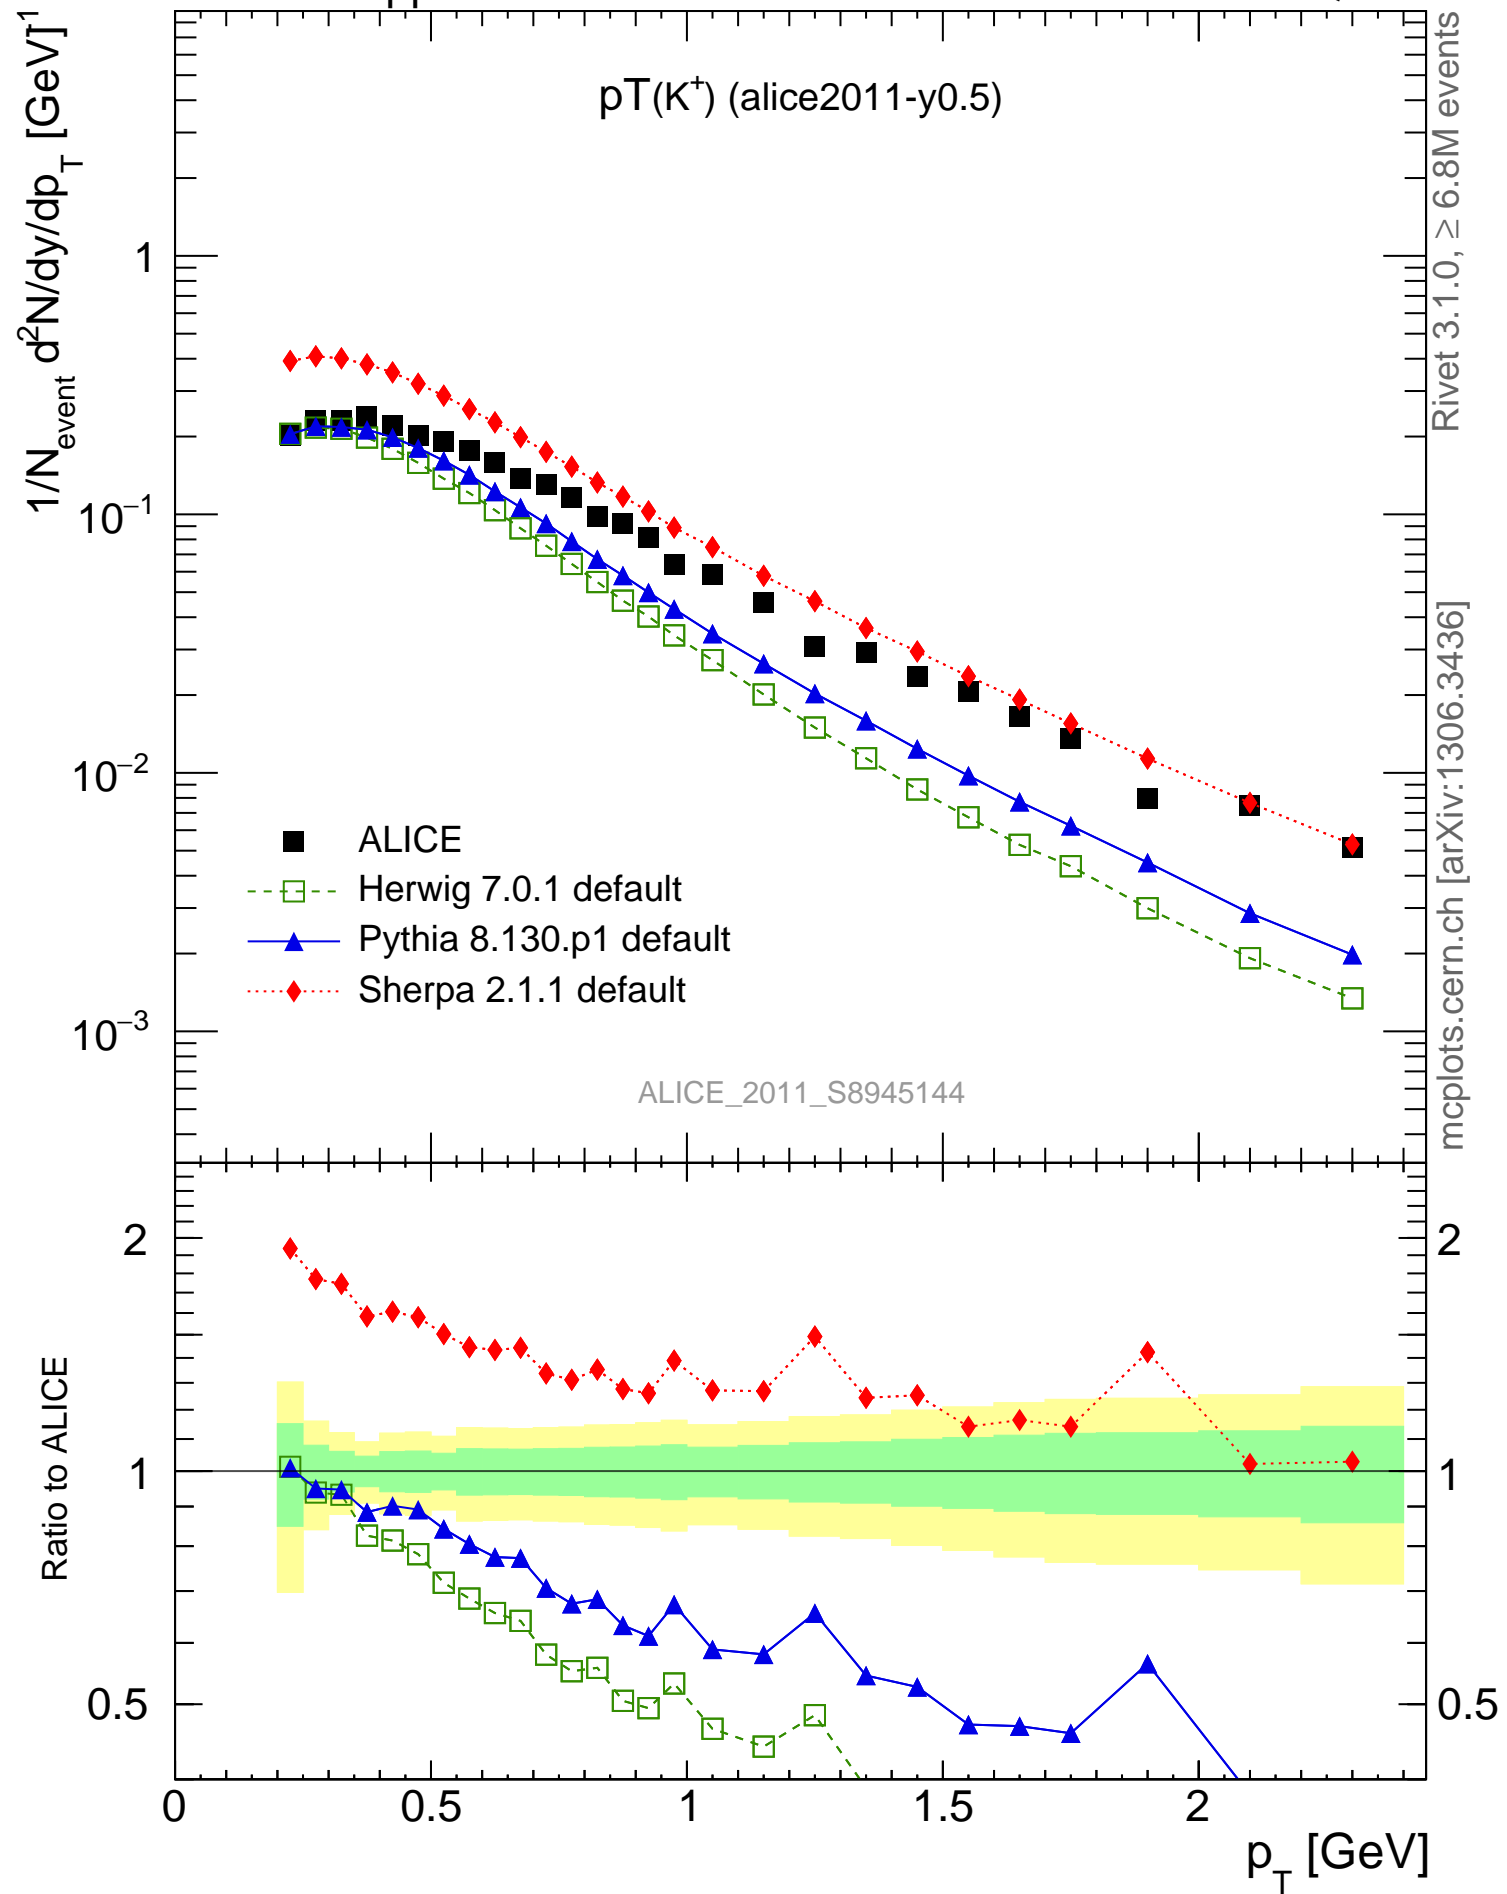 pT(K⁺) (alice2011-y0.5)
1/N_event d²N/dy/dp_T [GeV]⁻¹
1
10⁻¹
10⁻²
10⁻³
ALICE
Herwig 7.0.1 default
Pythia 8.130.p1 default
Sherpa 2.1.1 default
ALICE_2011_S8945144
Rivet 3.1.0, ≥ 6.8M events
mcplots.cern.ch [arXiv:1306.3436]
Ratio to ALICE
2
1
0.5
2
1
0.5
0
0.5
1
1.5
2
p_T [GeV]